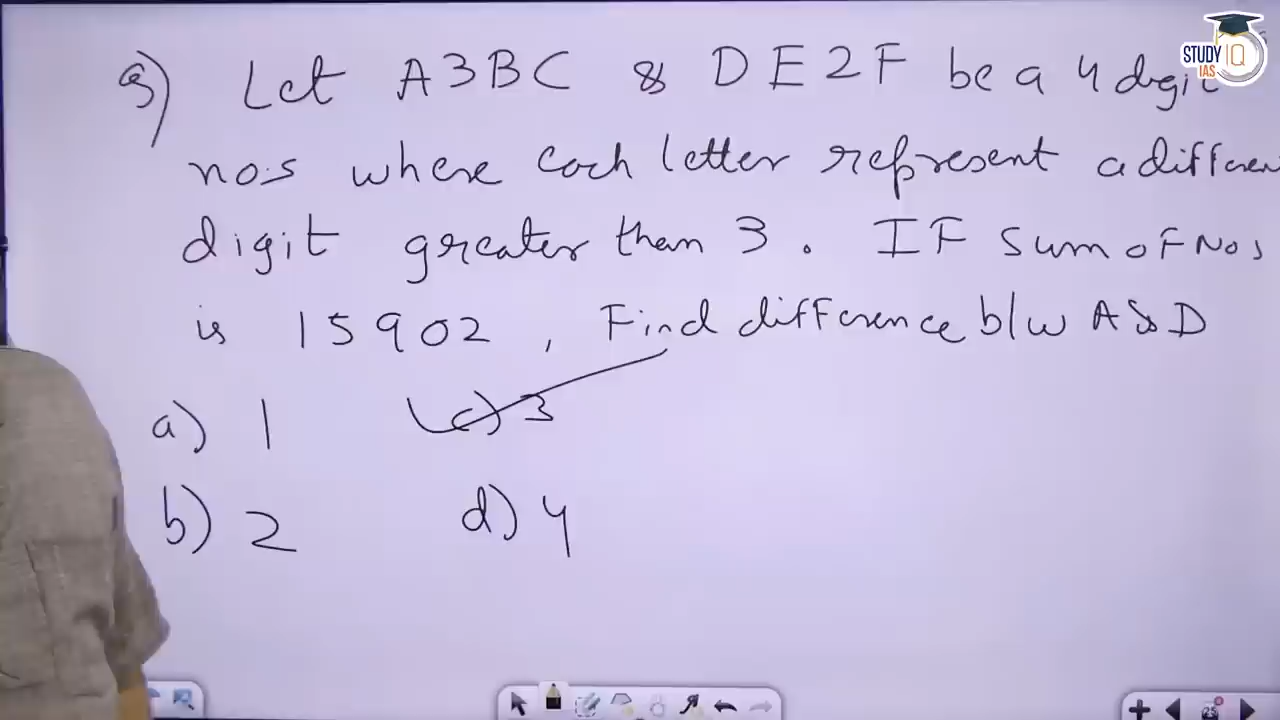 STUDY IQ
IAS
Q) Let A3BC & DE2F be a 4 digit
nos where each letter represent a differen
digit greater than 3. IF Sum of Nos
is 15902, Find difference b/w A & D
a) 1 (c) 3
b) 2 d) 4
25